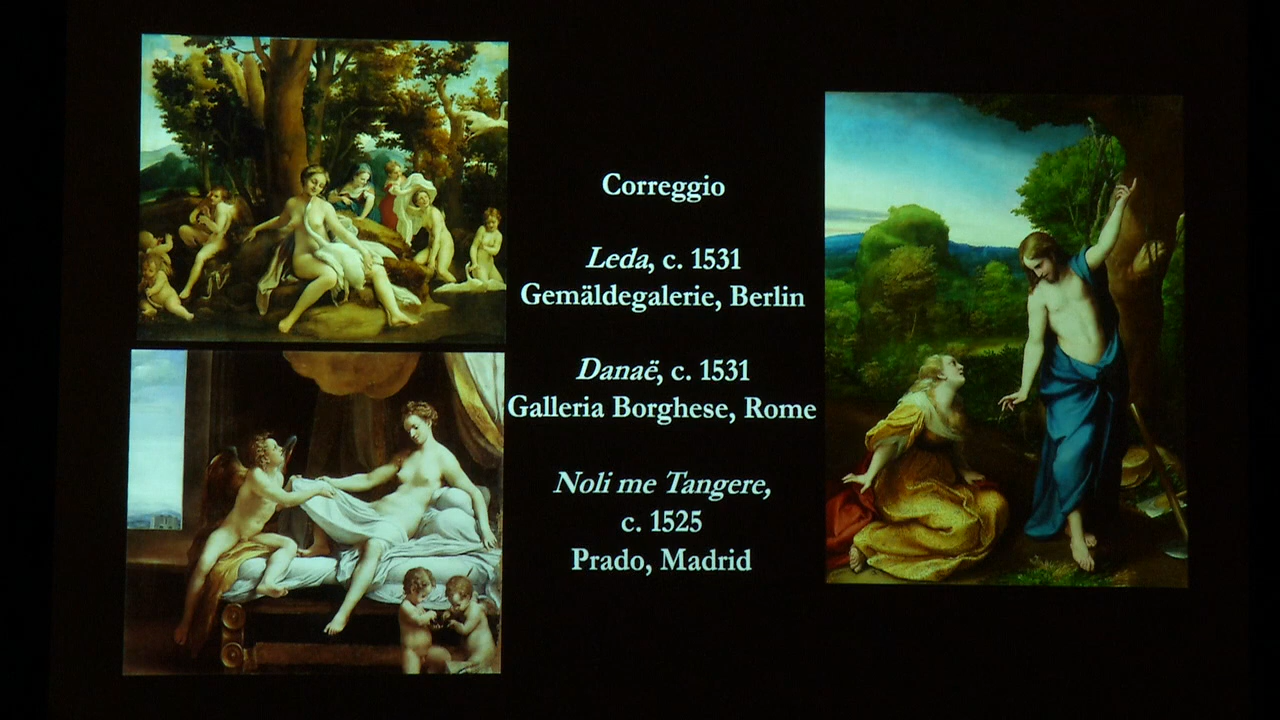 Correggio
Leda, c. 1531
Gemäldegalerie, Berlin
Danaë, c. 1531
Galleria Borghese, Rome
Noli me Tangere,
c. 1525
Prado, Madrid